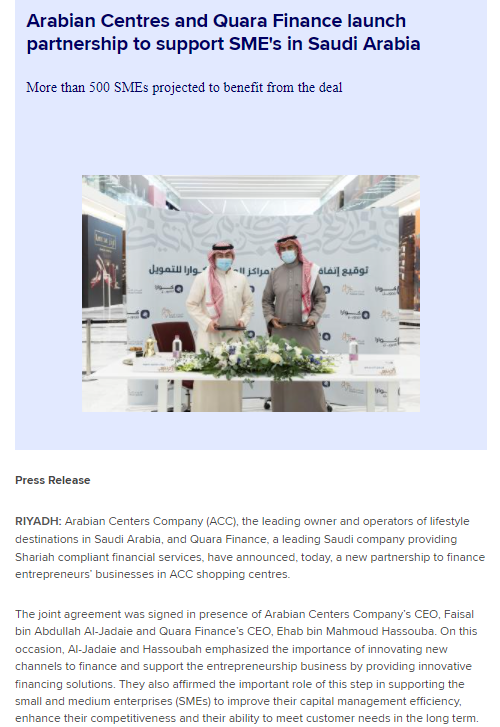 Arabian Centres and Quara Finance launch
partnership to support SME's in Saudi Arabia
More than 500 SMEs projected to benefit from the deal
توقيع إتفاقية
المراكز
كوارا للتمويل
Press Release
RIYADH: Arabian Centers Company (ACC), the leading owner and operators of lifestyle
destinations in Saudi Arabia, and Quara Finance, a leading Saudi company providing
Shariah compliant financial services, have announced, today, a new partnership to finance
entrepreneurs' businesses in ACC shopping centres.
The joint agreement was signed in presence of Arabian Centers Company's CEO, Faisal
bin Abdullah Al-Jadaie and Quara Finance's CEO, Ehab bin Mahmoud Hassouba. On this
occasion, Al-Jadaie and Hassoubah emphasized the importance of innovating new
channels to finance and support the entrepreneurship business by providing innovative
financing solutions. They also affirmed the important role of this step in supporting the
small and medium enterprises (SMEs) to improve their capital management efficiency,
enhance their competitiveness and their ability to meet customer needs in the long term.